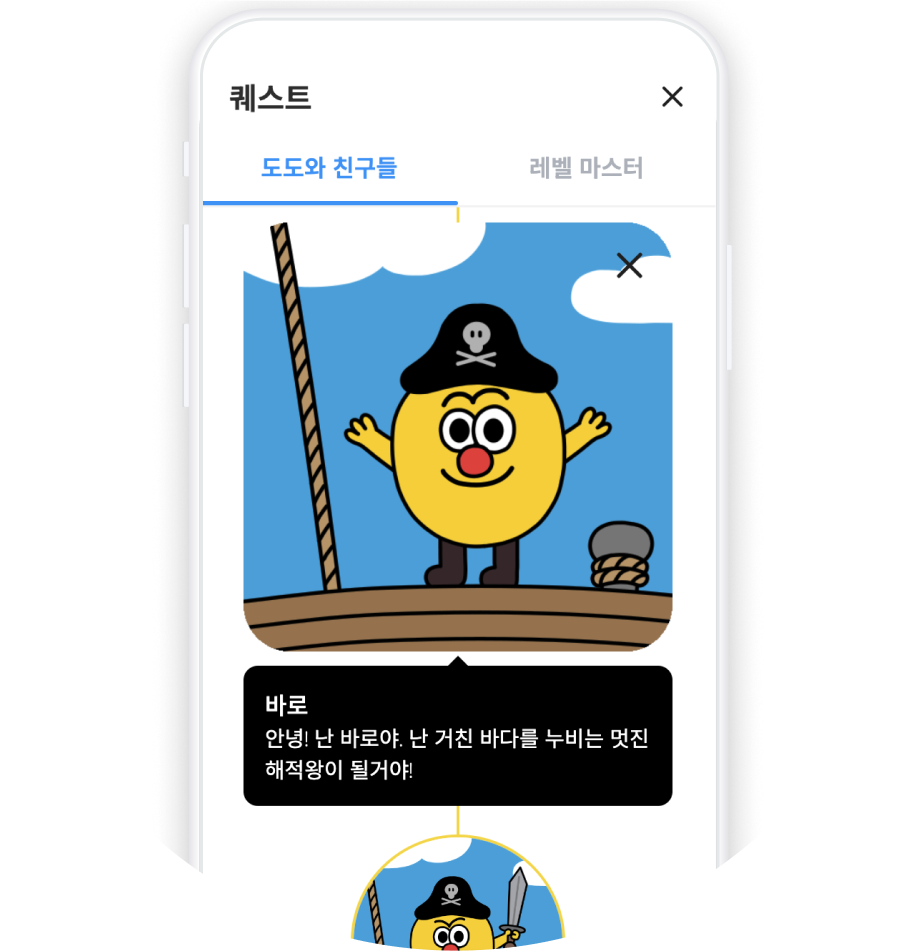 퀘스트
도도와 친구들
레벨 마스터
바로
안녕! 난 바로야. 난 거친 바다를 누비는 멋진
해적왕이 될거야!